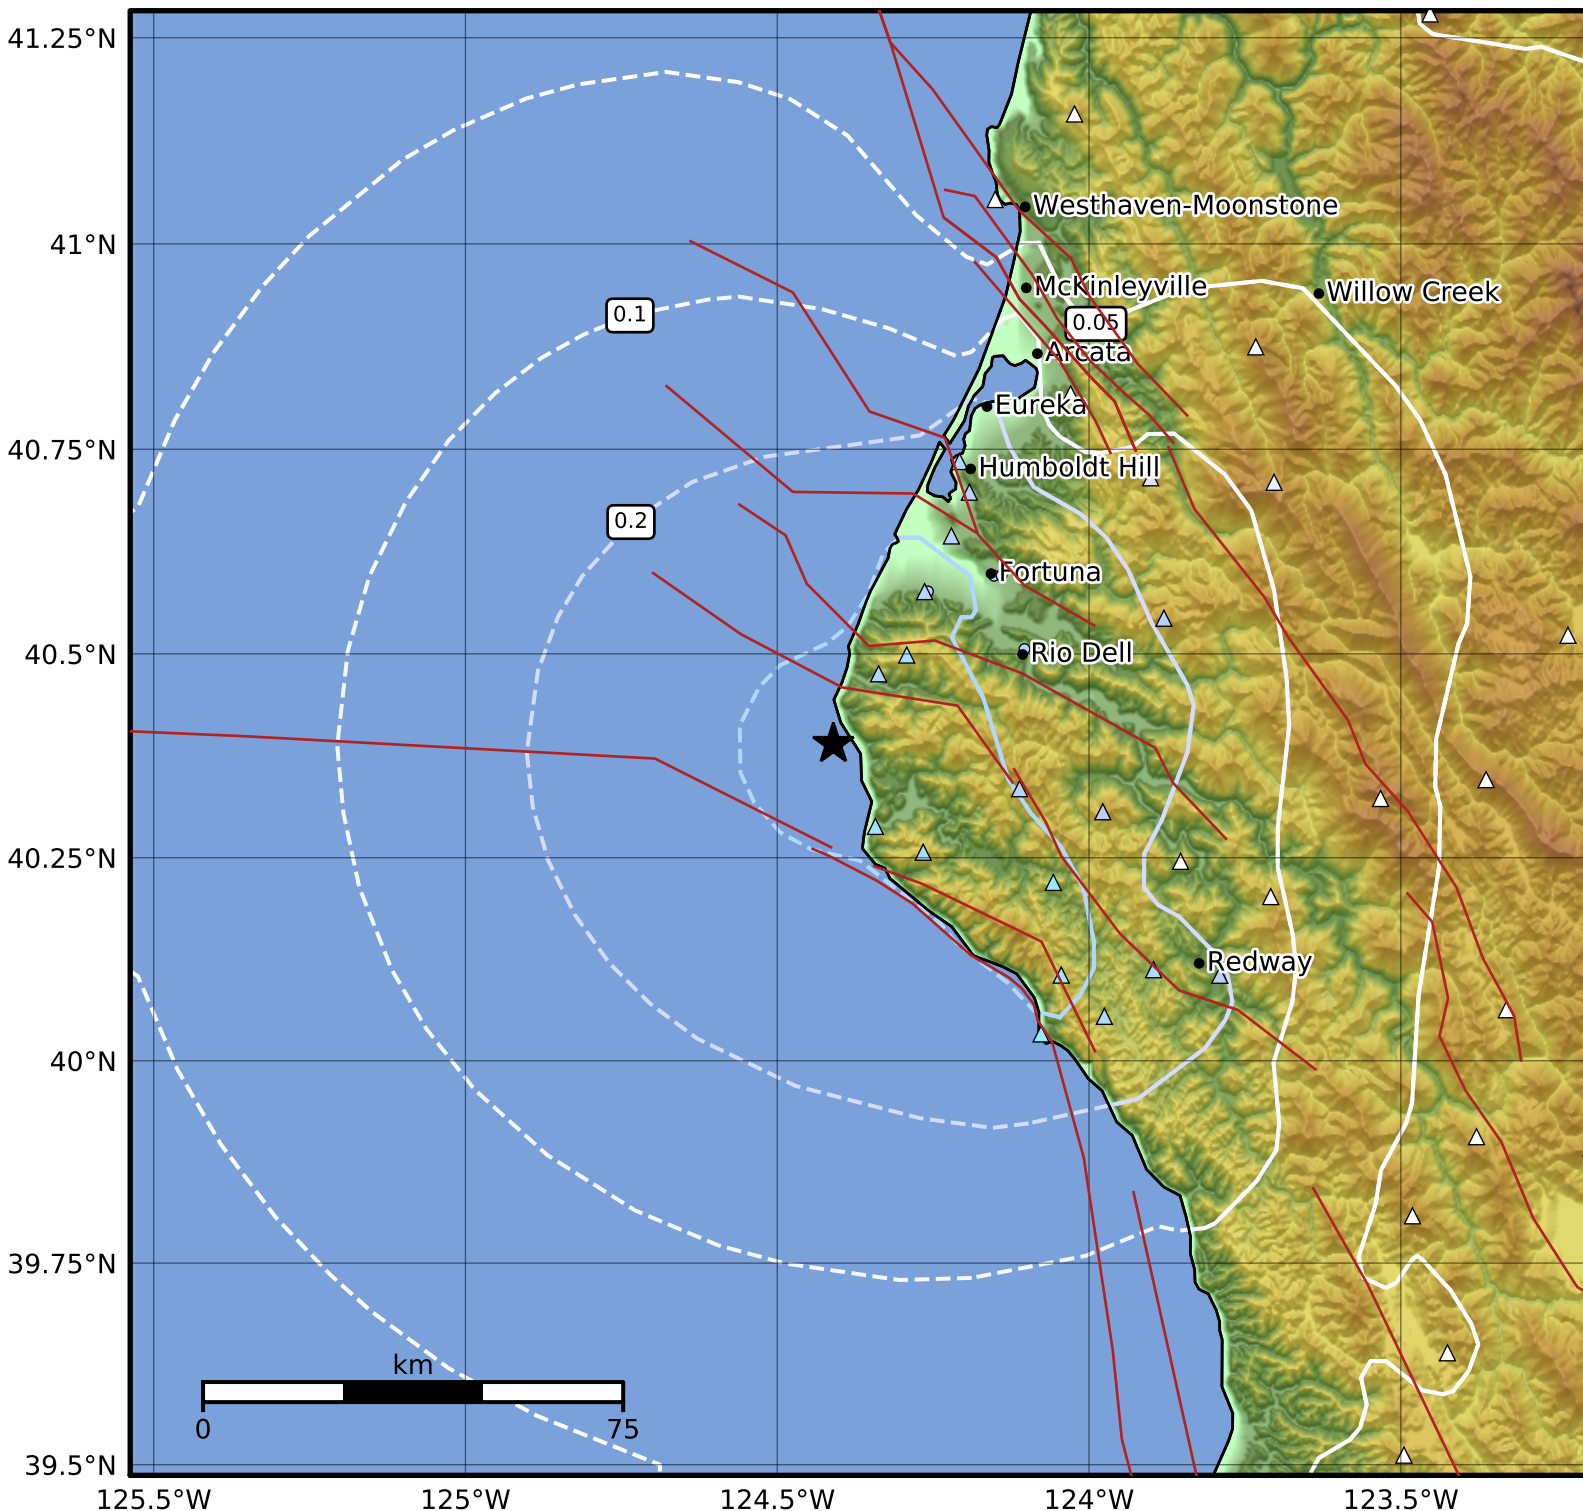 41.25°N
Westhaven-Moonstone
41°N
McKinleyville
Willow Creek
0.1
0.05
Arcata
Eureka
40.75°N
Humboldt Hill
0.2
Fortuna
40.5°N
Rio Dell
40.25°N
Redway
40°N
39.75°N
km
0
75
39.5°N
125.5°W
125°W
124.5°W
124°W
123.5°W